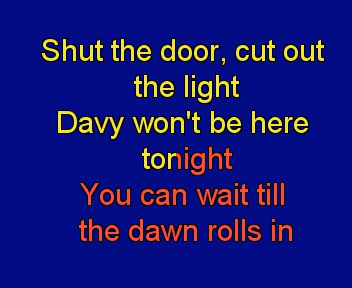 Shut the door, cut out
the light
Davy won't be here
tonight
You can wait till
the dawn rolls in